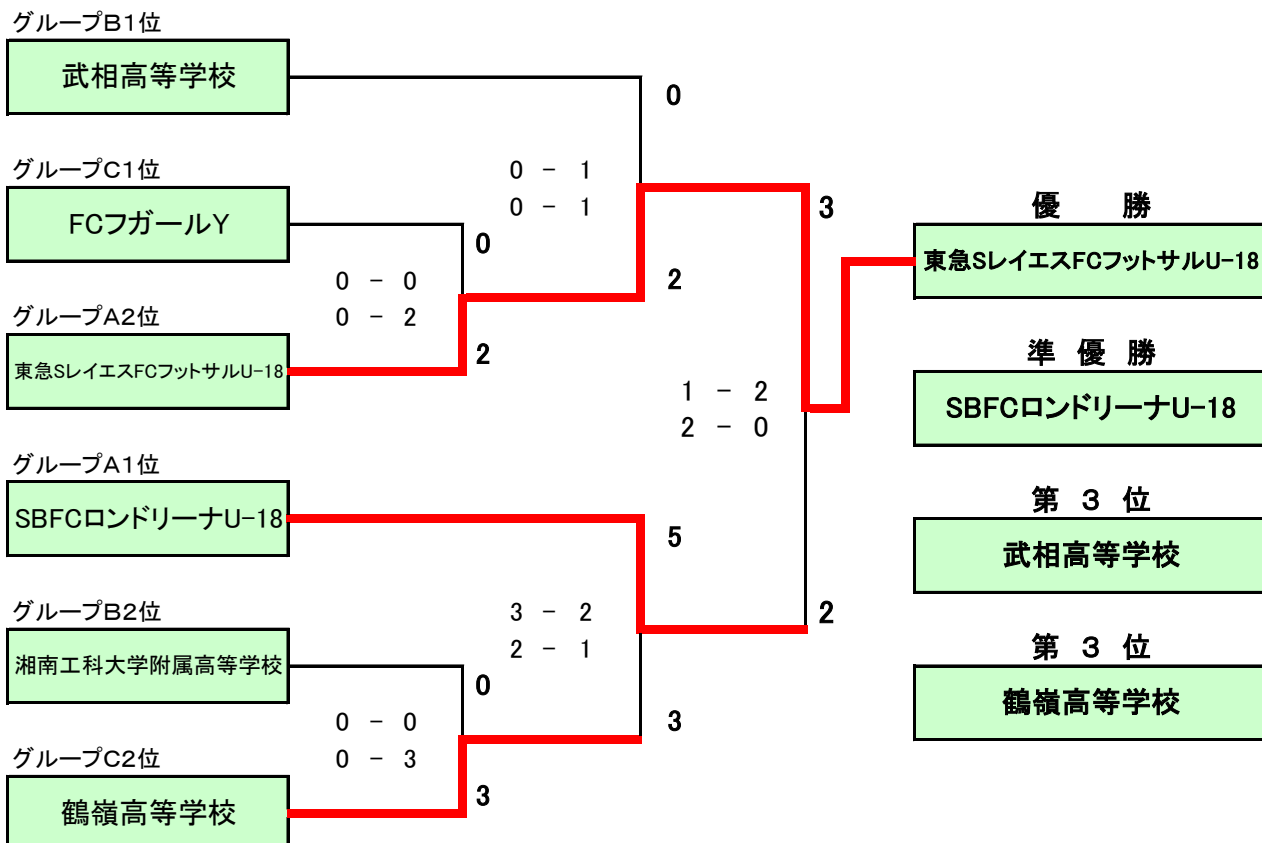 グループB1位
武相高等学校
0
グループC1位
0 - 1
0 - 1
FCフガールY
0
3
優 勝
東急SレイエスFCフットサルU-18
0 - 0
0 - 2
2
グループA2位
東急SレイエスFCフットサルU-18
2
準 優 勝
SBFCロンドリーナU-18
1 - 2
2 - 0
グループA1位
SBFCロンドリーナU-18
5
第 3 位
武相高等学校
グループB2位
3 - 2
2 - 1
2
湘南工科大学附属高等学校
0
第 3 位
鶴嶺高等学校
0 - 0
0 - 3
3
グループC2位
鶴嶺高等学校
3